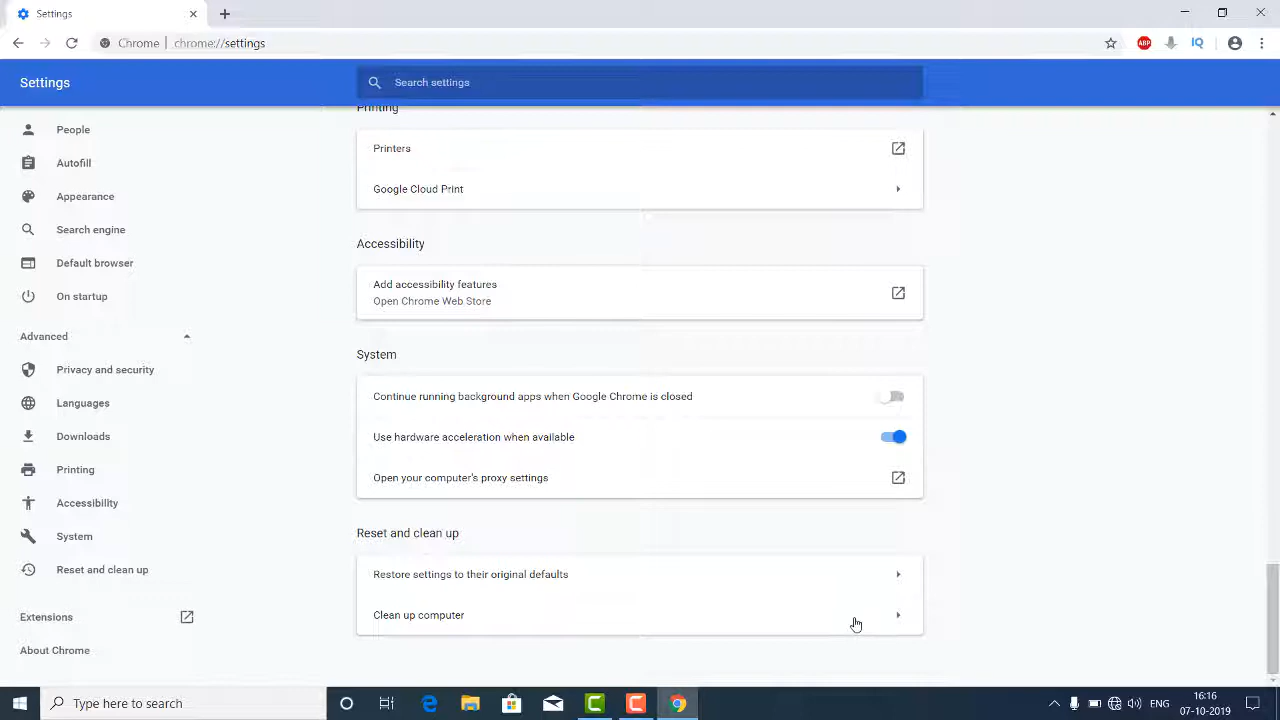 Settings
Chrome | chrome://settings
ABP
IQ
Settings
Search settings
People
Autofill
Appearance
Search engine
Default browser
On startup
Advanced
Privacy and security
Languages
Downloads
Printing
Accessibility
System
Reset and clean up
Extensions
About Chrome
Printing
Printers
Google Cloud Print
Accessibility
Add accessibility features
Open Chrome Web Store
System
Continue running background apps when Google Chrome is closed
Use hardware acceleration when available
Open your computer's proxy settings
Reset and clean up
Restore settings to their original defaults
Clean up computer
Type here to search
ENG
16:16
07-10-2019